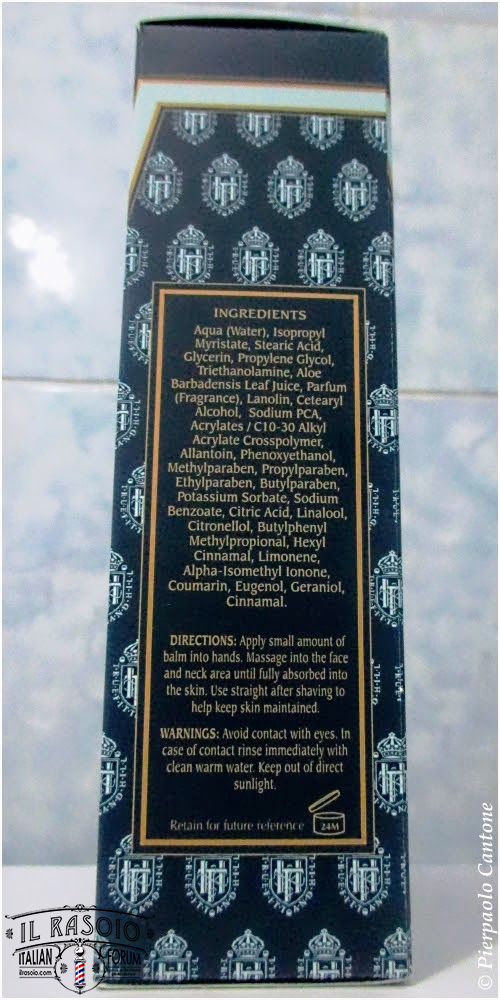 INGREDIENTS
Aqua (Water), Isopropyl
Myristate, Stearic Acid,
Glycerin, Propylene Glycol,
Triethanolamine, Aloe
Barbadensis Leaf Juice, Parfum
(Fragrance), Lanolin, Cetearyl
Alcohol, Sodium PCA,
Acrylates / C10-30 Alkyl
Acrylate Crosspolymer,
Allantoin, Phenoxyethanol,
Methylparaben, Propylparaben,
Ethylparaben, Butylparaben,
Potassium Sorbate, Sodium
Benzoate, Citric Acid, Linalool,
Citronellol, Butylphenyl
Methylpropional, Hexyl
Cinnamal, Limonene,
Alpha-Isomethyl Ionone,
Coumarin, Eugenol, Geraniol,
Cinnamal.
DIRECTIONS: Apply small amount of
balm into hands. Massage into the face
and neck area until fully absorbed into
the skin. Use straight after shaving to
help keep skin maintained.
WARNINGS: Avoid contact with eyes. In
case of contact rinse immediately with
clean warm water. Keep out of direct
sunlight.
Retain for future reference
24M
IL RASOIO
ITALIAN FORUM
ilrasoio.com
© Pierpaolo Cantone